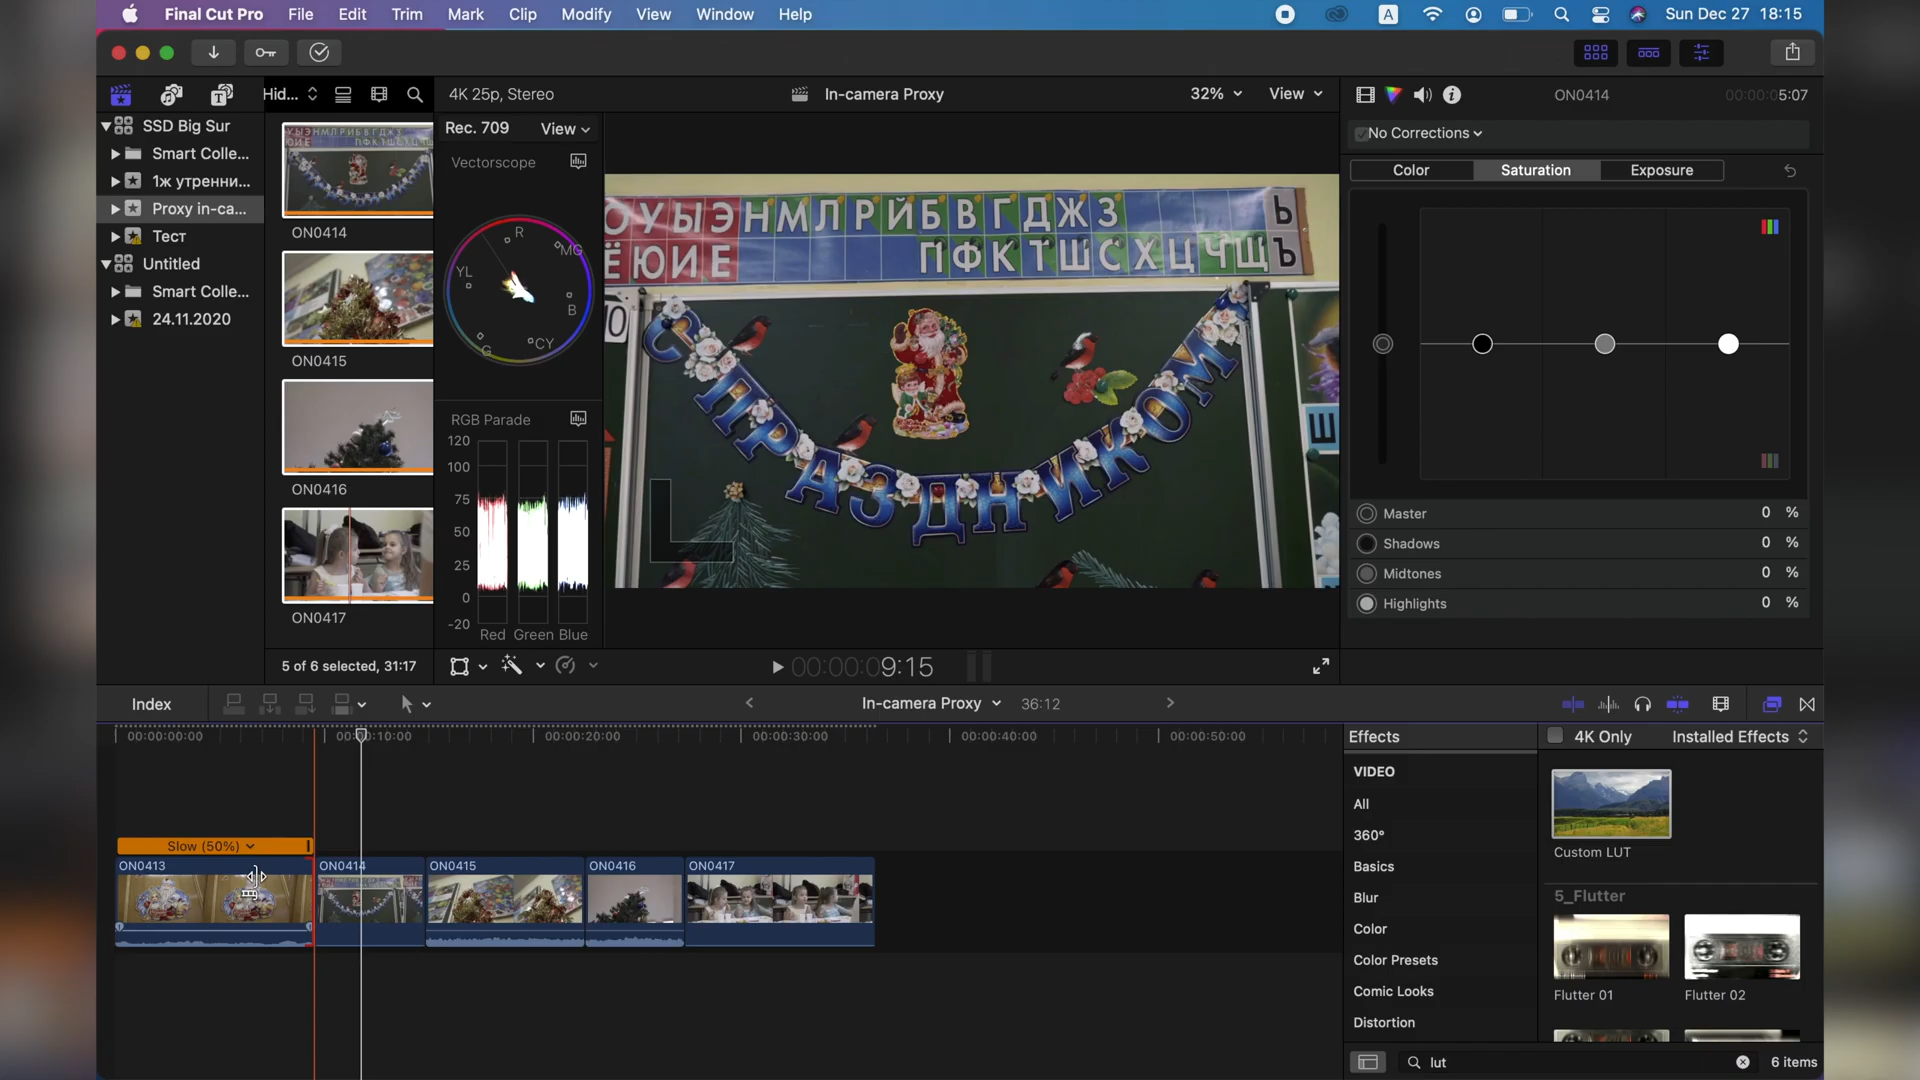 Final Cut Pro File Edit Trim Mark Clip Modify View Window Help A Sun Dec 27 18:15
Hid... 4K 25p, Stereo In-camera Proxy 32% View ON0414 00:00:05:07
SSD Big Sur
Smart Colle...
1ж утренни...
Proxy in-ca...
Тест
Untitled
Smart Colle...
24.11.2020
ON0414
ON0415
ON0416
ON0417
5 of 6 selected, 31:17
Rec. 709 View
Vectorscope
R
MG
YL
B
CY
G
RGB Parade
120
100
75
50
25
0
-20
Red Green Blue
ОУЫЭНМЛРЙБВГДЖЗ Ь
ЁЮИЕ ПФКТШСХЦЧЩЪ
С ПРАЗДНИКОМ
Ш
00:00:09:15
No Corrections
Color Saturation Exposure
Master 0 %
Shadows 0 %
Midtones 0 %
Highlights 0 %
Index In-camera Proxy 36:12
00:00:00:00 00:00:10:00 00:00:20:00 00:00:30:00 00:00:40:00 00:00:50:00
Slow (50%)
ON0413 ON0414 ON0415 ON0416 ON0417
Effects 4K Only Installed Effects
VIDEO
All
360°
Basics
Blur
Color
Color Presets
Comic Looks
Distortion
Custom LUT
5_Flutter
Flutter 01 Flutter 02
lut 6 items